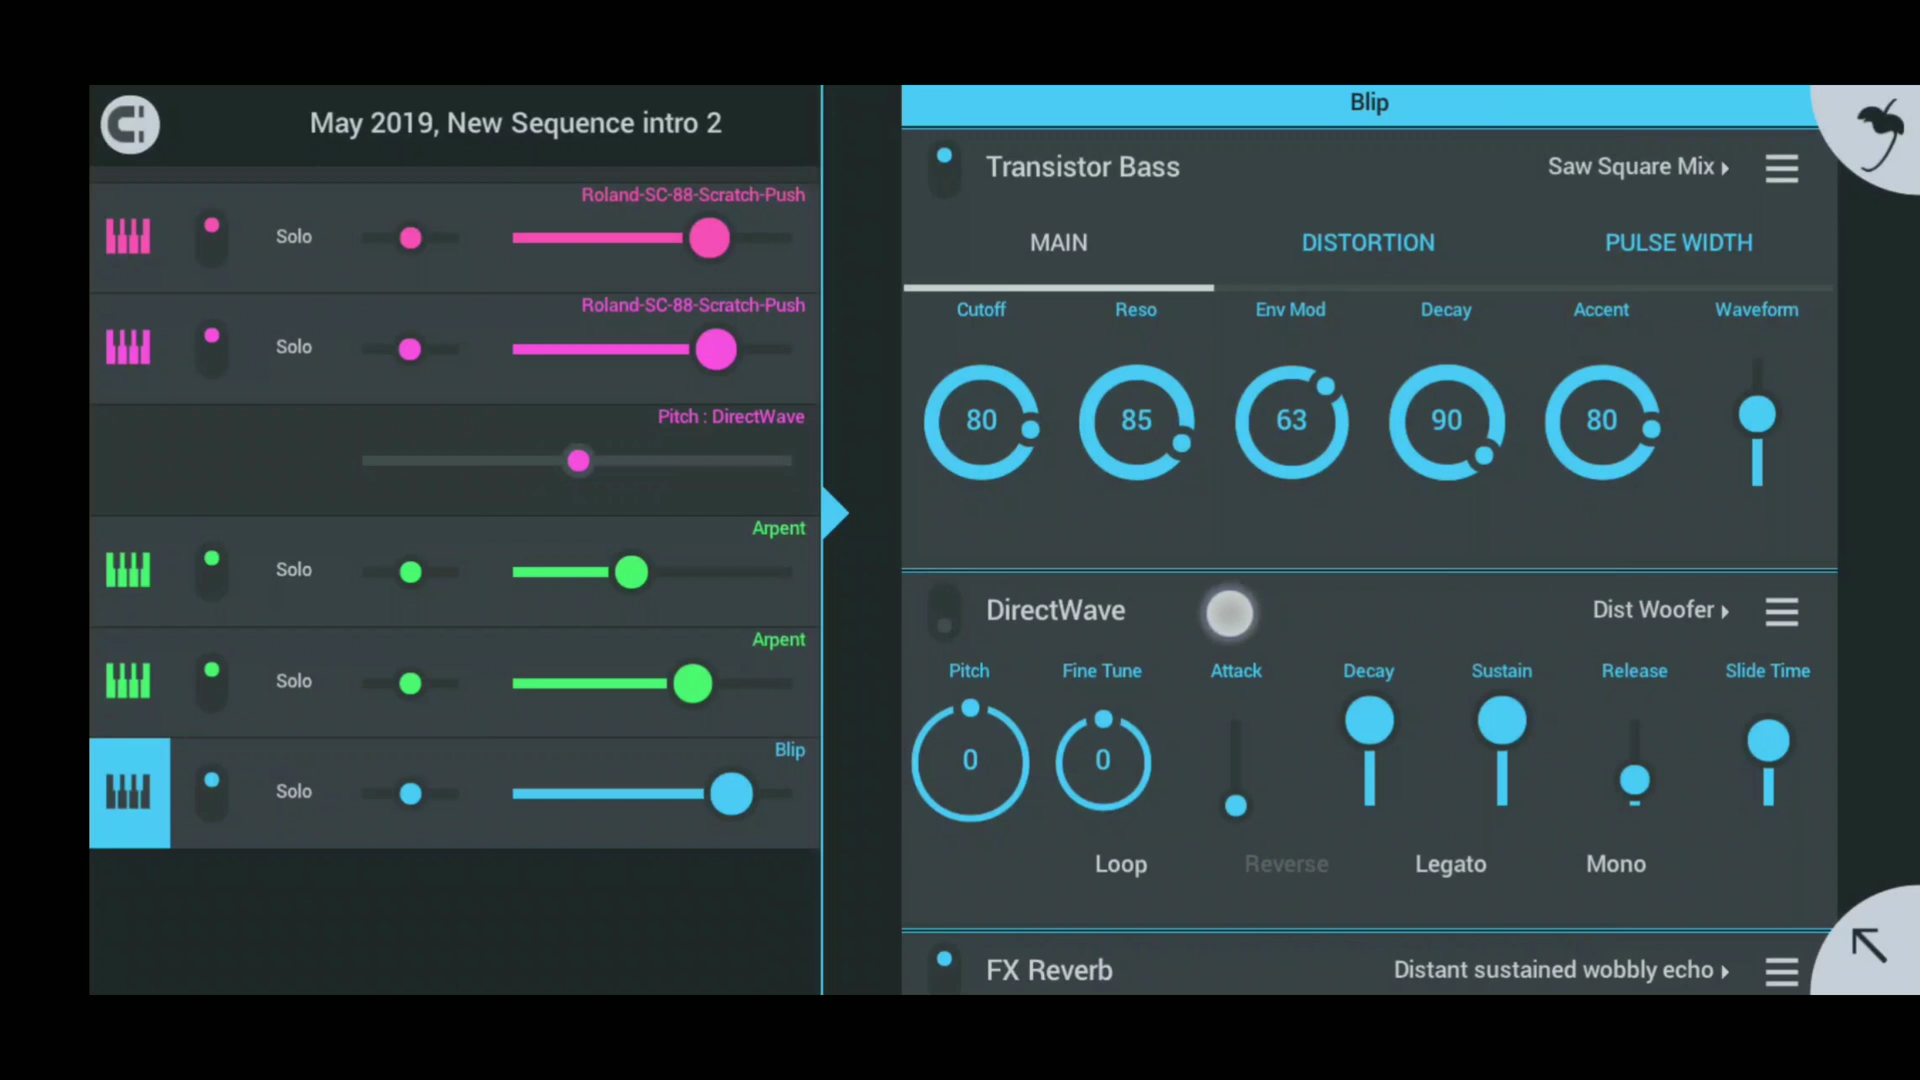 May 2019, New Sequence intro 2
Roland-SC-88-Scratch-Push
Solo
Roland-SC-88-Scratch-Push
Solo
Pitch : DirectWave
Arpent
Solo
Arpent
Solo
Blip
Solo
Blip
Transistor Bass
Saw Square Mix
MAIN DISTORTION PULSE WIDTH
Cutoff Reso Env Mod Decay Accent Waveform
80 85 63 90 80
DirectWave
Dist Woofer
Pitch Fine Tune Attack Decay Sustain Release Slide Time
0 0
Loop Reverse Legato Mono
FX Reverb
Distant sustained wobbly echo